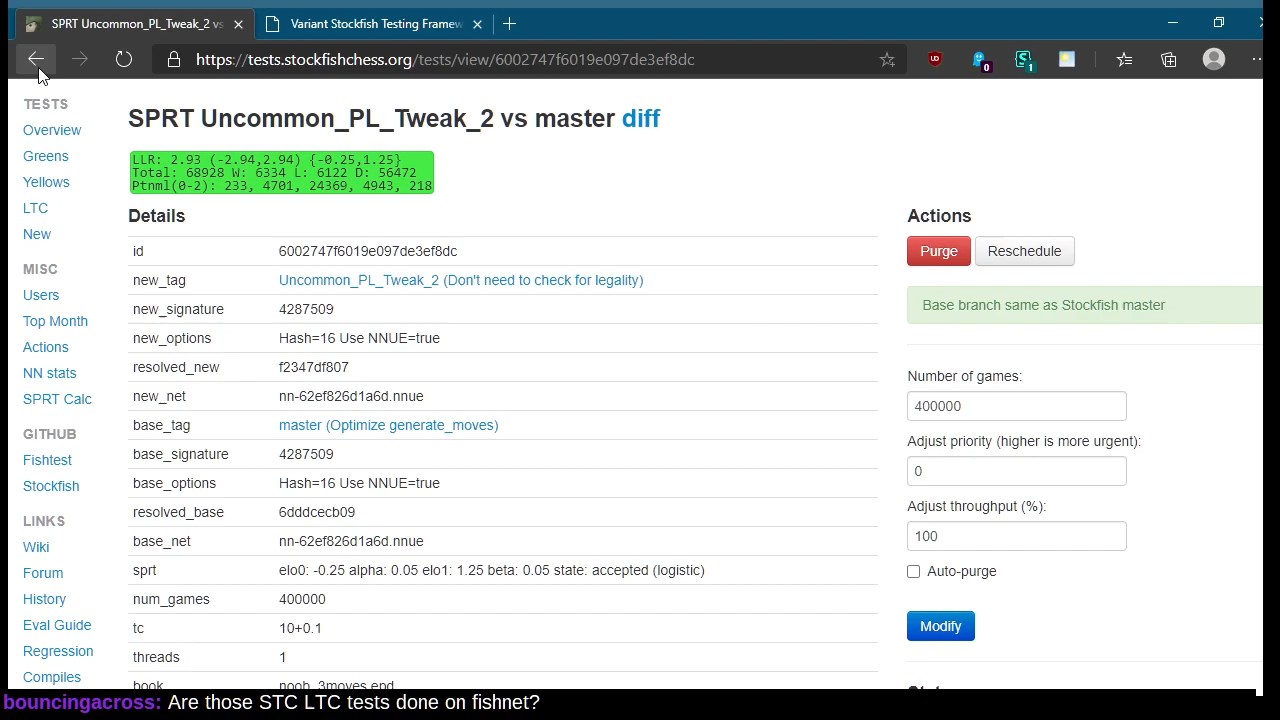 SPRT Uncommon_PL_Tweak_2 vs
Variant Stockfish Testing Framew
https://tests.stockfishchess.org/tests/view/6002747f6019e097de3ef8dc
0
1
TESTS
Overview
Greens
Yellows
LTC
New
MISC
Users
Top Month
Actions
NN stats
SPRT Calc
GITHUB
Fishtest
Stockfish
LINKS
Wiki
Forum
History
Eval Guide
Regression
Compiles
SPRT Uncommon_PL_Tweak_2 vs master diff
LLR: 2.93 (-2.94,2.94) {-0.25,1.25}
Total: 68928 W: 6334 L: 6122 D: 56472
Ptnml(0-2): 233, 4701, 24369, 4943, 218
Details
id 6002747f6019e097de3ef8dc
new_tag Uncommon_PL_Tweak_2 (Don't need to check for legality)
new_signature 4287509
new_options Hash=16 Use NNUE=true
resolved_new f2347df807
new_net nn-62ef826d1a6d.nnue
base_tag master (Optimize generate_moves)
base_signature 4287509
base_options Hash=16 Use NNUE=true
resolved_base 6dddcecb09
base_net nn-62ef826d1a6d.nnue
sprt elo0: -0.25 alpha: 0.05 elo1: 1.25 beta: 0.05 state: accepted (logistic)
num_games 400000
tc 10+0.1
threads 1
book noob_3moves.epd
Actions
Purge Reschedule
Base branch same as Stockfish master
Number of games:
400000
Adjust priority (higher is more urgent):
0
Adjust throughput (%):
100
Auto-purge
Modify
bouncingacross: Are those STC LTC tests done on fishnet?